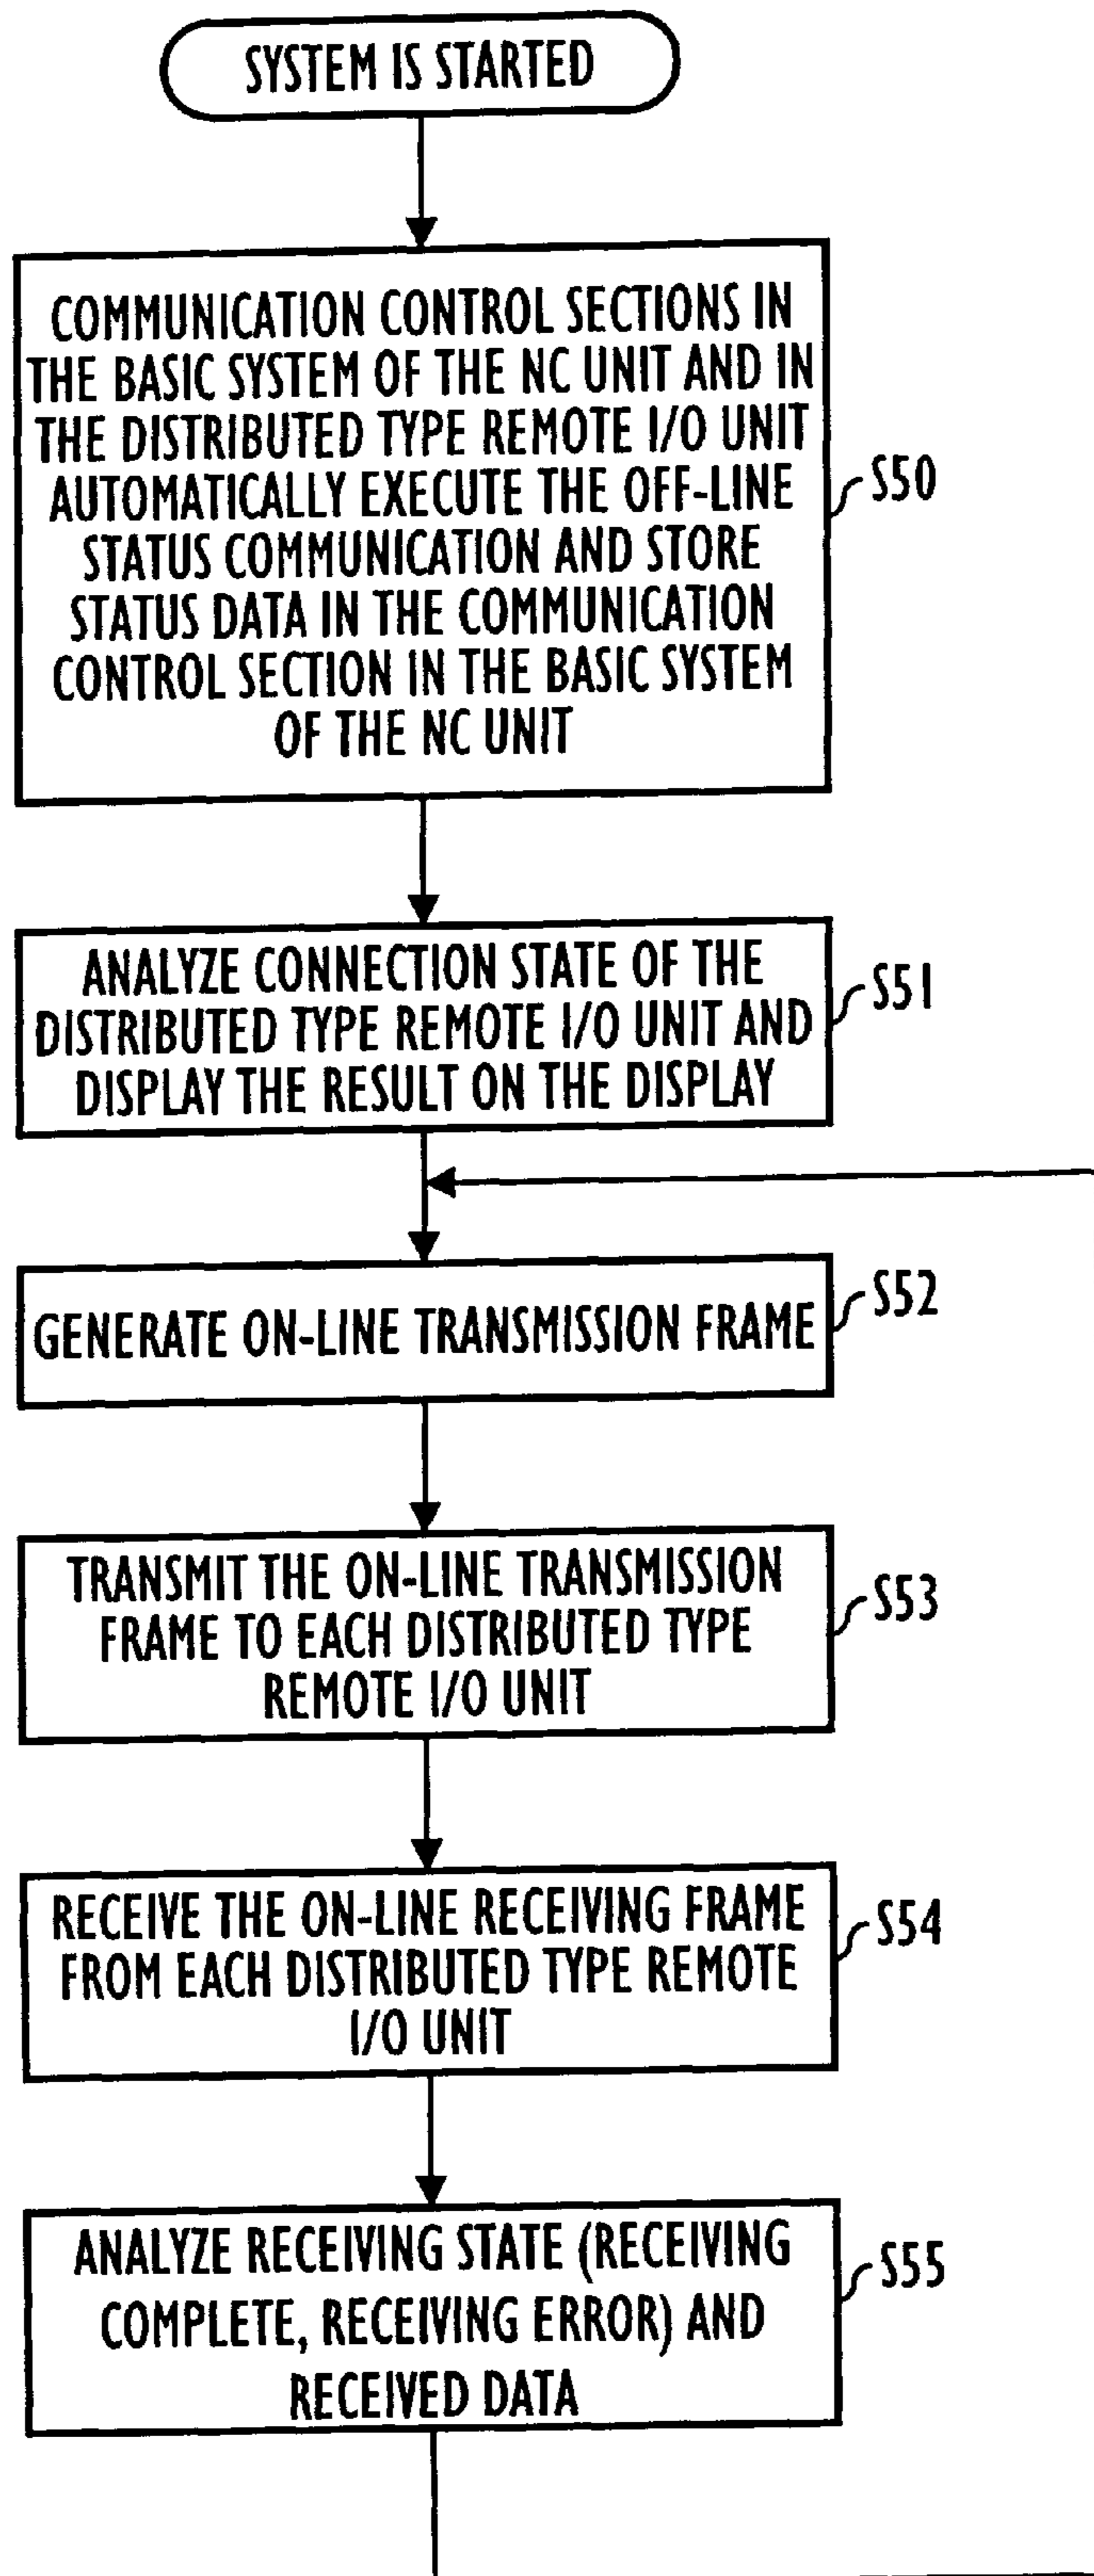 SYSTEM IS STARTED
COMMUNICATION CONTROL SECTIONS IN
THE BASIC SYSTEM OF THE NC UNIT AND IN
THE DISTRIBUTED TYPE REMOTE I/O UNIT
AUTOMATICALLY EXECUTE THE OFF-LINE
STATUS COMMUNICATION AND STORE
STATUS DATA IN THE COMMUNICATION
CONTROL SECTION IN THE BASIC SYSTEM
OF THE NC UNIT
S50
ANALYZE CONNECTION STATE OF THE
DISTRIBUTED TYPE REMOTE I/O UNIT AND
DISPLAY THE RESULT ON THE DISPLAY
S51
GENERATE ON-LINE TRANSMISSION FRAME
S52
TRANSMIT THE ON-LINE TRANSMISSION
FRAME TO EACH DISTRIBUTED TYPE
REMOTE I/O UNIT
S53
RECEIVE THE ON-LINE RECEIVING FRAME
FROM EACH DISTRIBUTED TYPE REMOTE
I/O UNIT
S54
ANALYZE RECEIVING STATE (RECEIVING
COMPLETE, RECEIVING ERROR) AND
RECEIVED DATA
S55